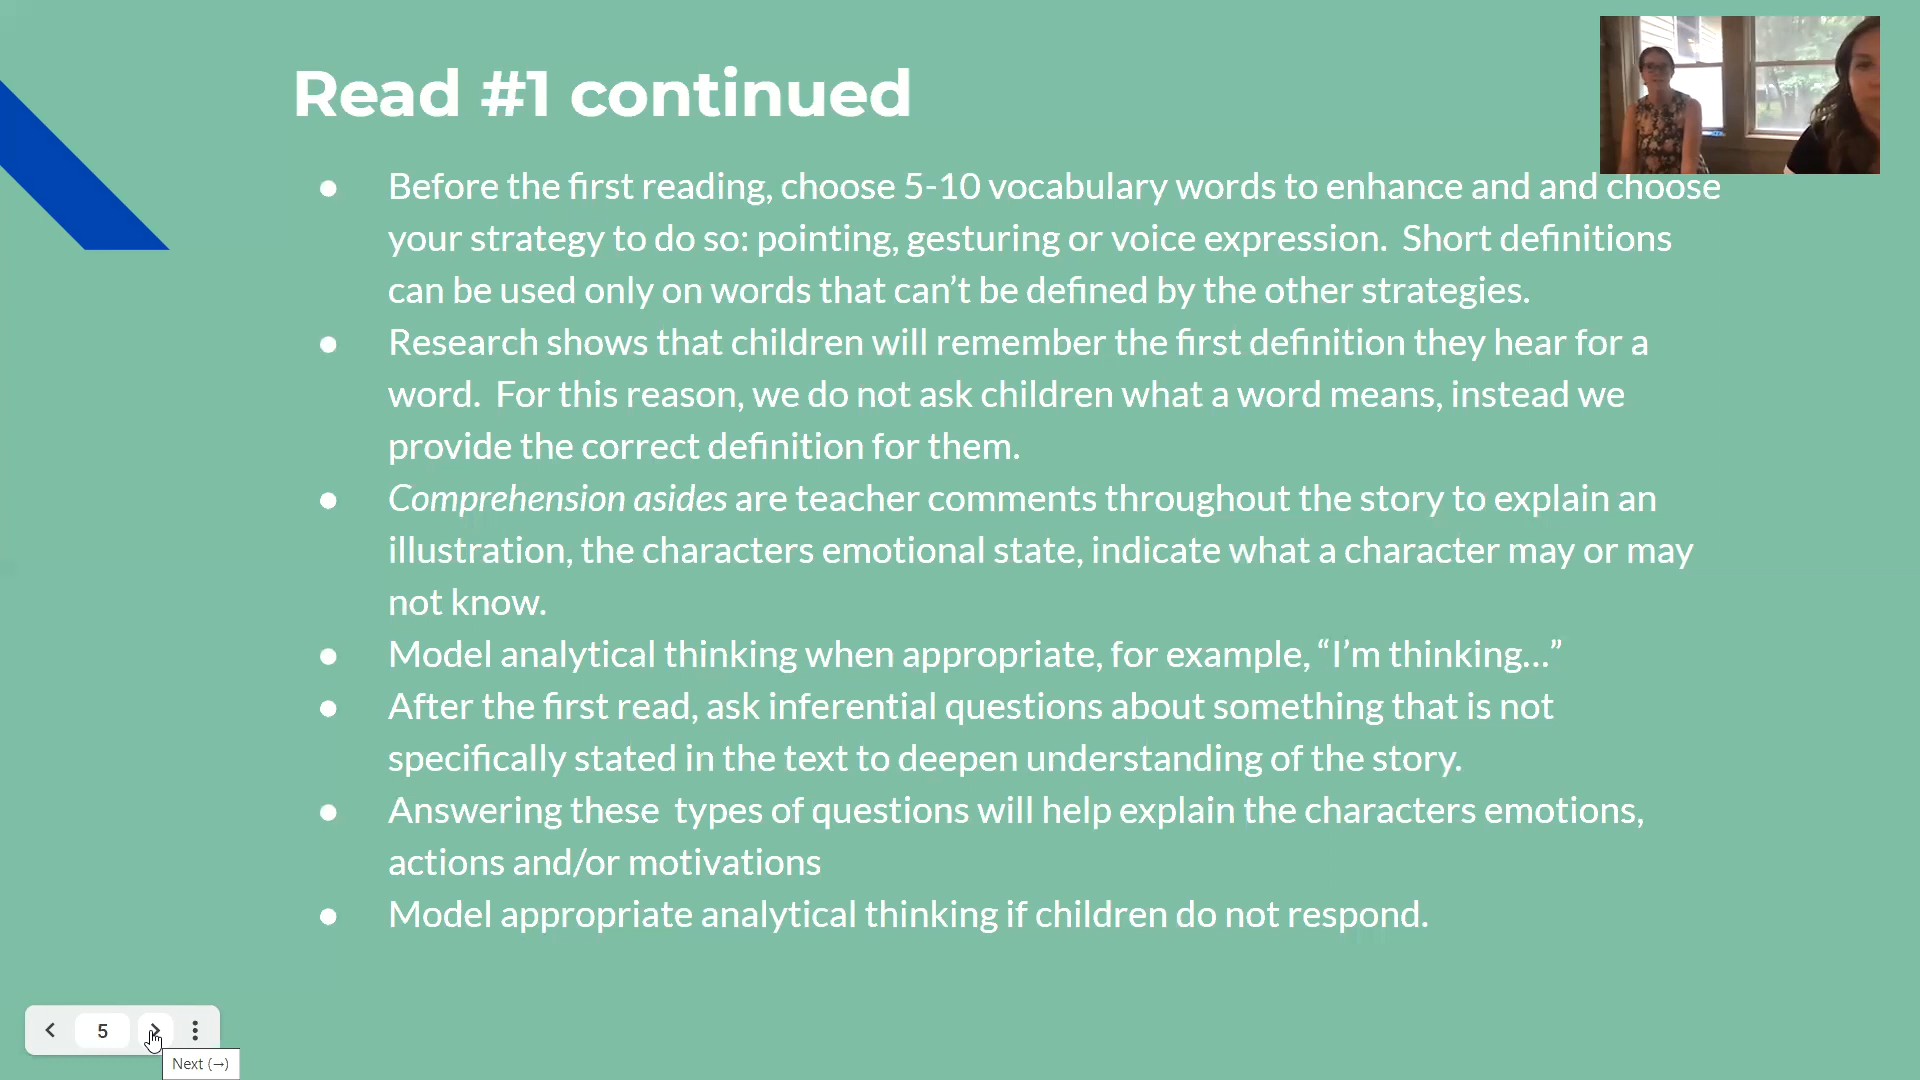 Read #1 continued
● Before the first reading, choose 5-10 vocabulary words to enhance and and choose
your strategy to do so: pointing, gesturing or voice expression.  Short definitions
can be used only on words that can’t be defined by the other strategies.
● Research shows that children will remember the first definition they hear for a
word.  For this reason, we do not ask children what a word means, instead we
provide the correct definition for them.
● Comprehension asides are teacher comments throughout the story to explain an
illustration, the characters emotional state, indicate what a character may or may
not know.
● Model analytical thinking when appropriate, for example, “I’m thinking...”
● After the first read, ask inferential questions about something that is not
specifically stated in the text to deepen understanding of the story.
● Answering these  types of questions will help explain the characters emotions,
actions and/or motivations
● Model appropriate analytical thinking if children do not respond.
5
Next (→)